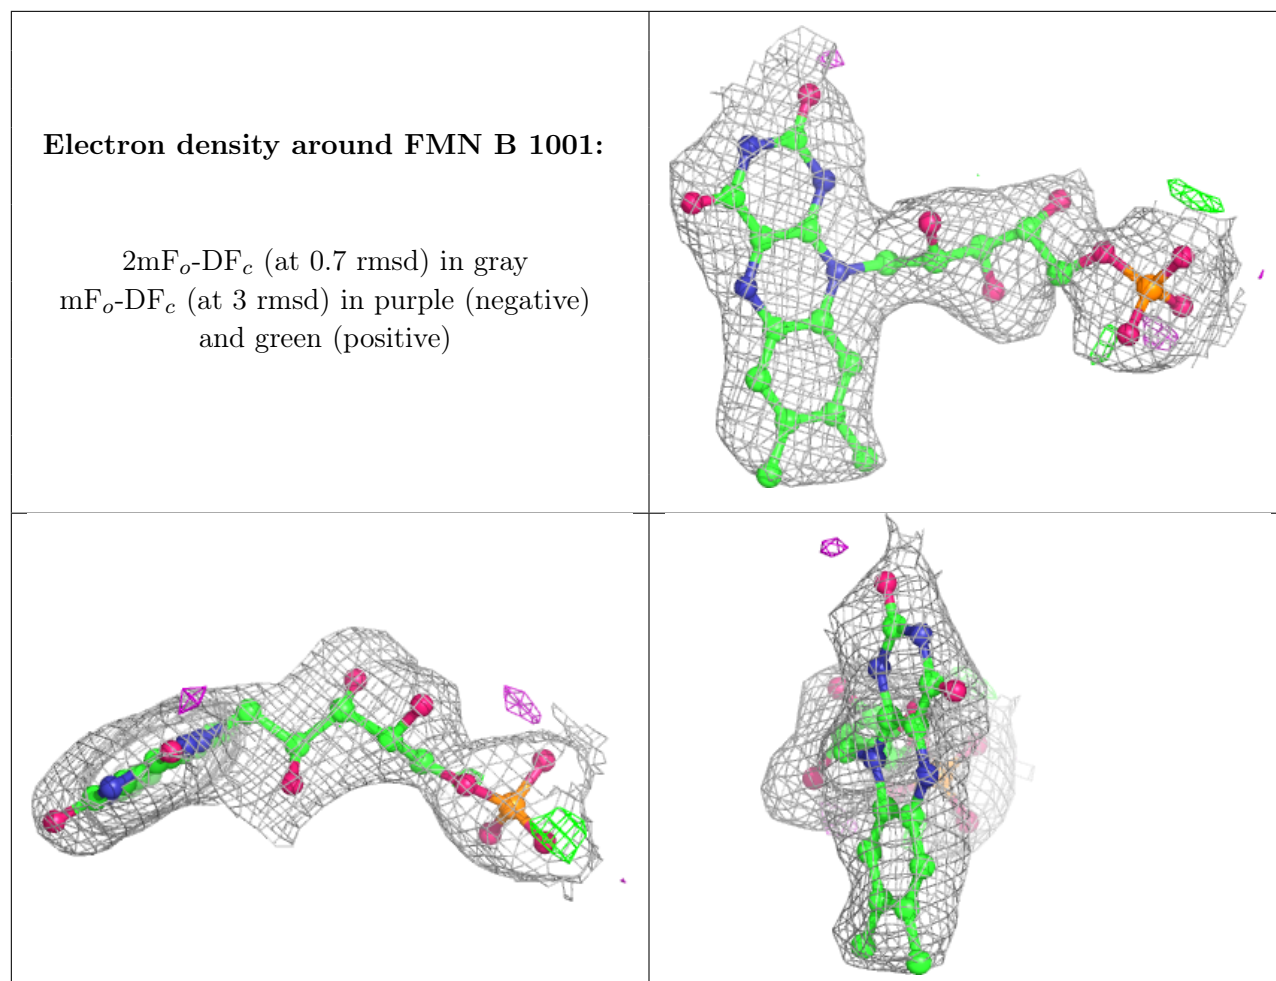 Electron density around FMN B 1001:
2mFo-DFc (at 0.7 rmsd) in gray
mFo-DFc (at 3 rmsd) in purple (negative)
and green (positive)